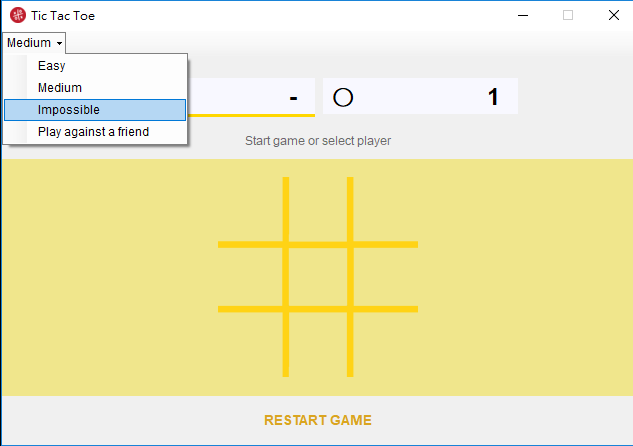 Tic Tac Toe
Medium
Easy
Medium
Impossible
Play against a friend
- 1
Start game or select player
RESTART GAME